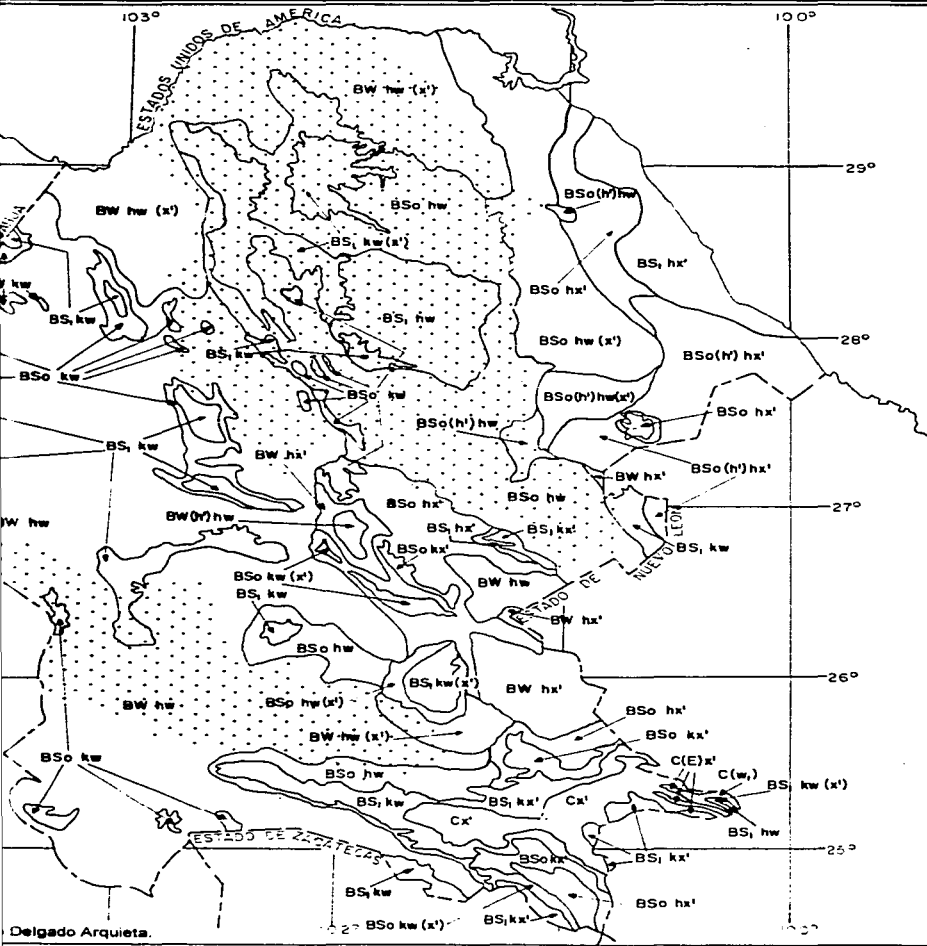 103°
100°
ESTADOS UNIDOS DE AMERICA
BW hw (x')
29°
BSo(h')hw
BSo hw
BW hw (x')
BS₁ kw(x')
BS₁ hx'
BSo hx'
BS₁ kw
BS₁ hw
28°
BSo hw (x')
BSo(h') hx'
BS₁ kw
BSo kw
BSo kw
BSo(h')hw(x')
BSo hx'
BSo(h') hw
BS₁ kw
BW hx'
BSo(h') hx'
BW hx'
BSo hw
BSo hx'
27°
BW(h') hw
BW hw
BS₁ hx'
BS₁ kx'
BS₁ kw
BSo kx'
BSo kw (x')
BW hw
ESTADO DE NUEVO LEON
BS₁ kw
BW hx'
BSo hw
26°
BS₁ kw(x')
BW hx'
BW hw
BSo hw(x')
BSo hx'
BSo kx'
BW hw (x')
BSo kw
C(E)x'
C(w₁)
BSo hw
BS₁ kw (x')
BS₁ kw
BS₁ kx'
Cx'
Cx'
BS₁ hw
ESTADO DE ZACATECAS
25°
BSo kx'
BS₁ kx'
BS₁ kw
BSo hx'
BSo kw (x')
BS₁ kx'
Delgado Arquieta.